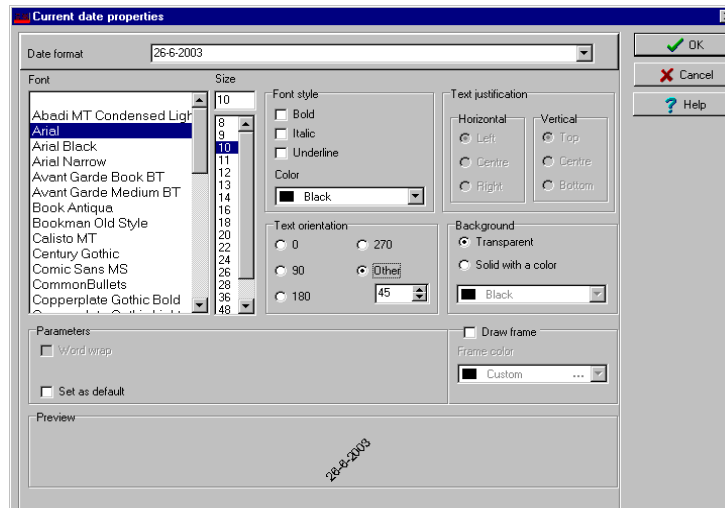 Current date properties
Date format
26-6-2003
OK
Cancel
Help
Font
Abadi MT Condensed Ligh
Arial
Arial Black
Arial Narrow
Avant Garde Book BT
Avant Garde Medium BT
Book Antiqua
Bookman Old Style
Calisto MT
Century Gothic
Comic Sans MS
CommonBullets
Copperplate Gothic Bold
Size
10
8
9
10
11
12
13
14
16
18
20
22
24
26
28
36
48
Font style
Bold
Italic
Underline
Color
Black
Text justification
Horizontal
Left
Centre
Right
Vertical
Top
Centre
Bottom
Text orientation
0
270
90
Other
180
45
Background
Transparent
Solid with a color
Black
Parameters
Word wrap
Set as default
Draw frame
Frame color
Custom ...
Preview
26-6-2003